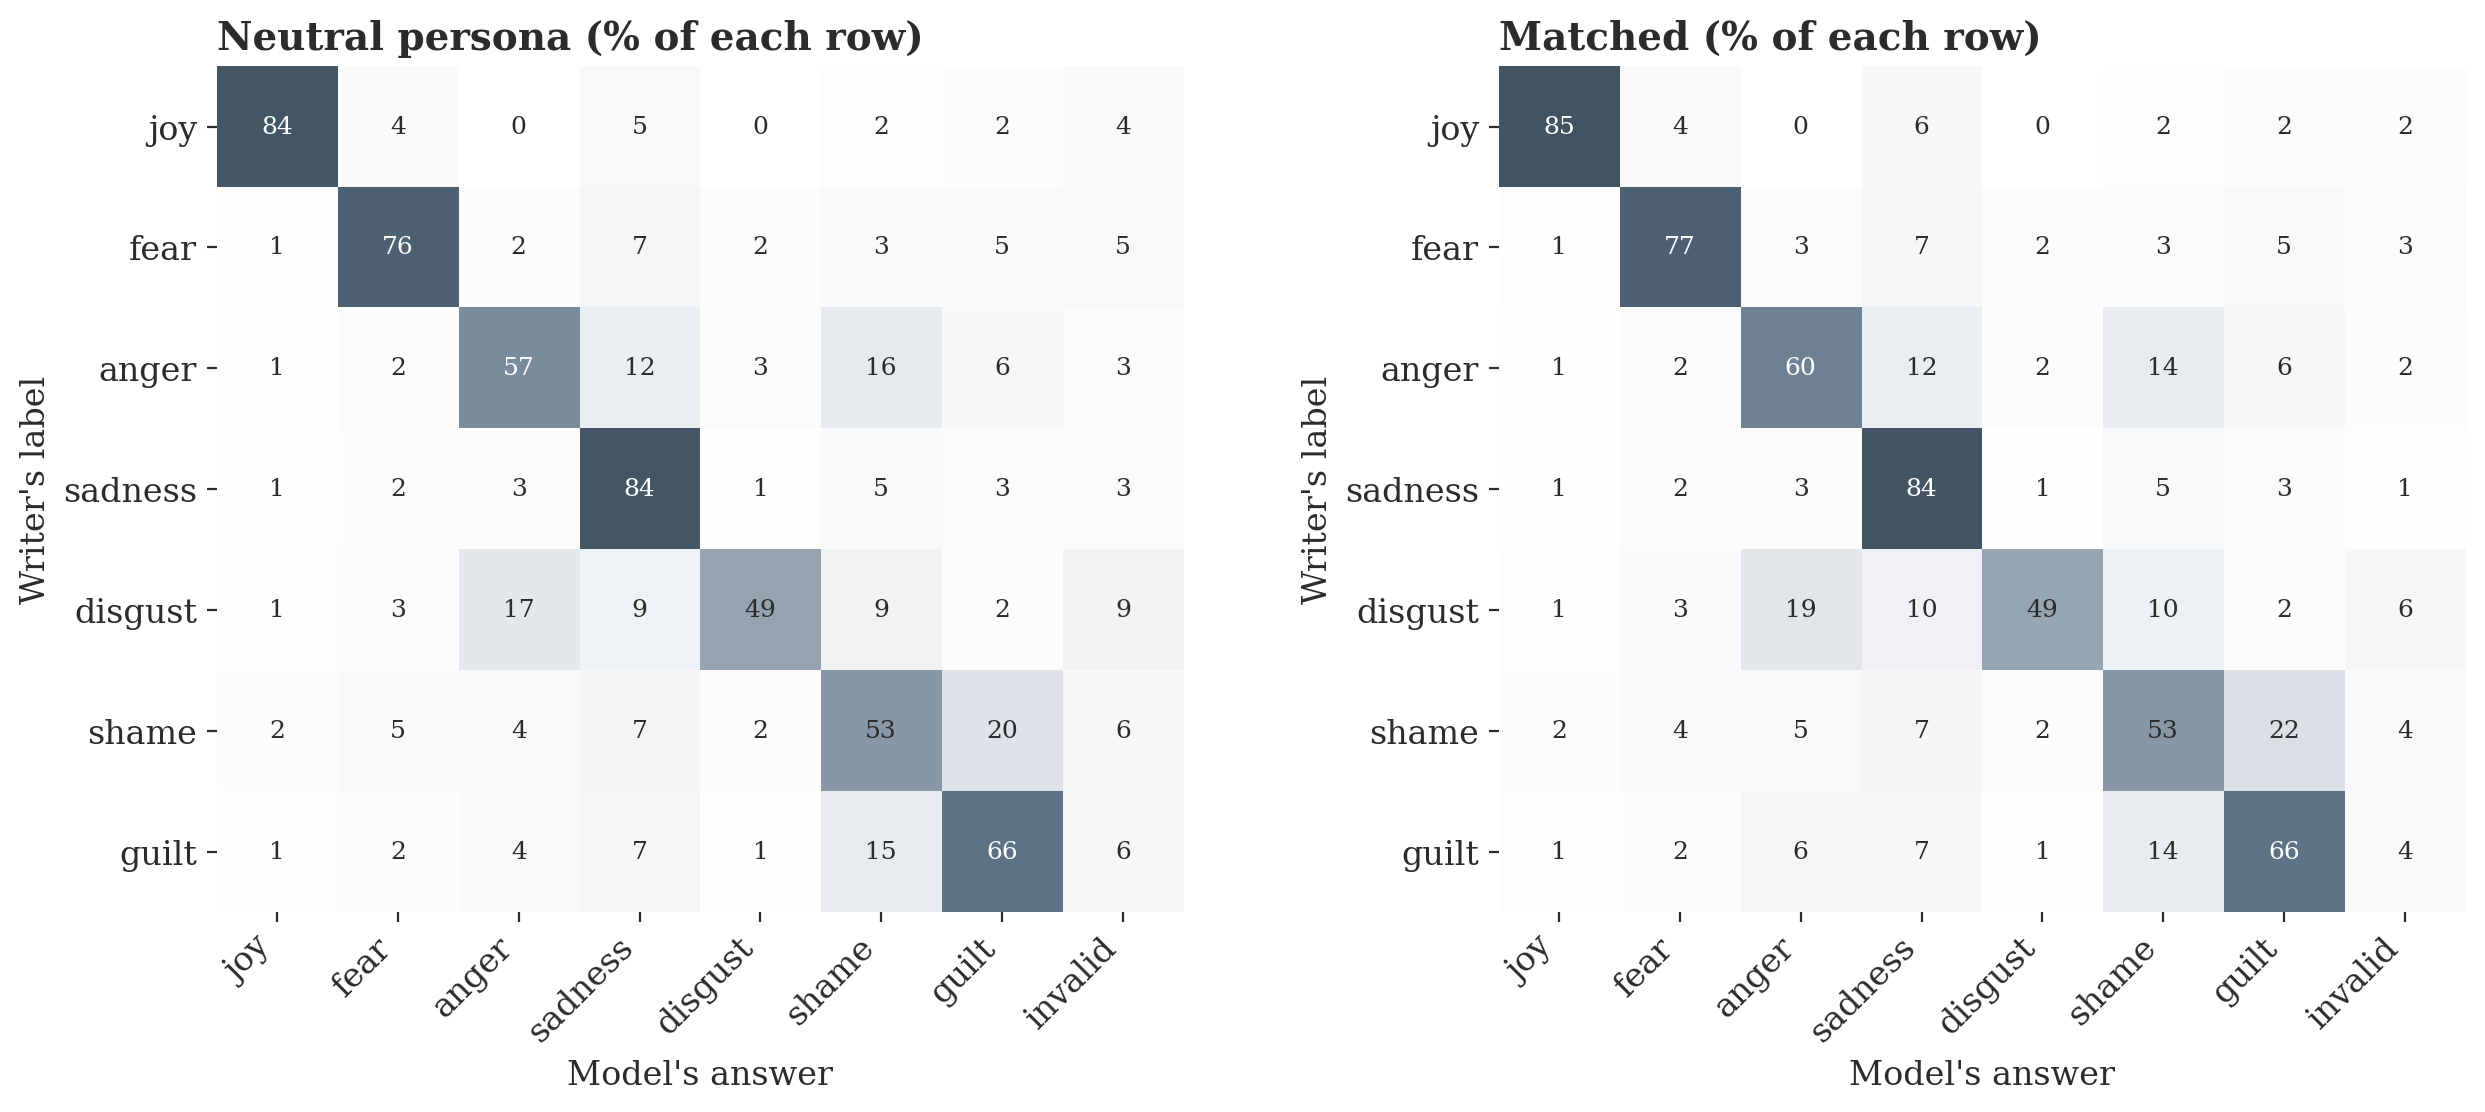 Neutral persona (% of each row)
joy 84 4 0 5 0 2 2 4
fear 1 76 2 7 2 3 5 5
anger 1 2 57 12 3 16 6 3
sadness 1 2 3 84 1 5 3 3
disgust 1 3 17 9 49 9 2 9
shame 2 5 4 7 2 53 20 6
guilt 1 2 4 7 1 15 66 6
Writer's label
joy fear anger sadness disgust shame guilt invalid
Model's answer
Matched (% of each row)
joy 85 4 0 6 0 2 2 2
fear 1 77 3 7 2 3 5 3
anger 1 2 60 12 2 14 6 2
sadness 1 2 3 84 1 5 3 1
disgust 1 3 19 10 49 10 2 6
shame 2 4 5 7 2 53 22 4
guilt 1 2 6 7 1 14 66 4
Writer's label
joy fear anger sadness disgust shame guilt invalid
Model's answer